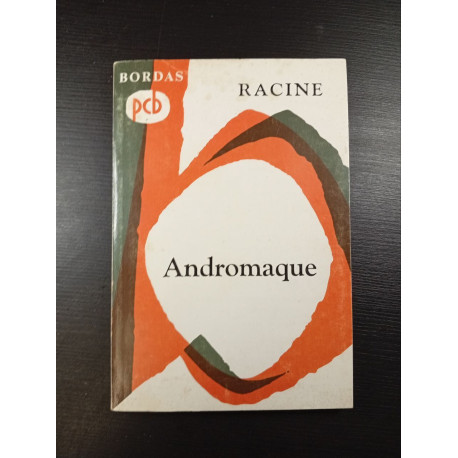 BORDAS
pcb
RACINE
Andromaque